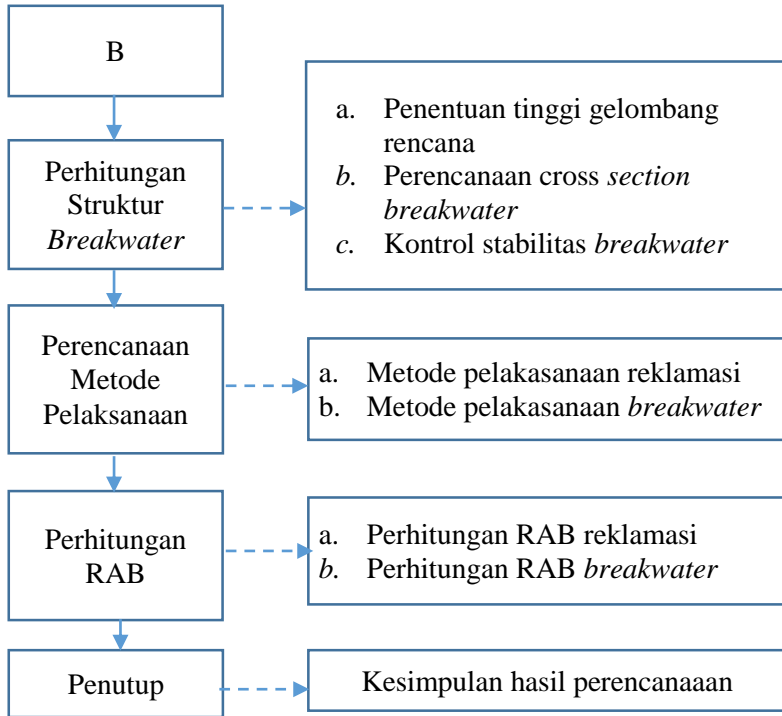 B
Perhitungan
Struktur
Breakwater
a. Penentuan tinggi gelombang
rencana
b. Perencanaan cross section
breakwater
c. Kontrol stabilitas breakwater
Perencanaan
Metode
Pelaksanaan
a. Metode pelakasanaan reklamasi
b. Metode pelakasanaan breakwater
Perhitungan
RAB
a. Perhitungan RAB reklamasi
b. Perhitungan RAB breakwater
Penutup
Kesimpulan hasil perencanaaan